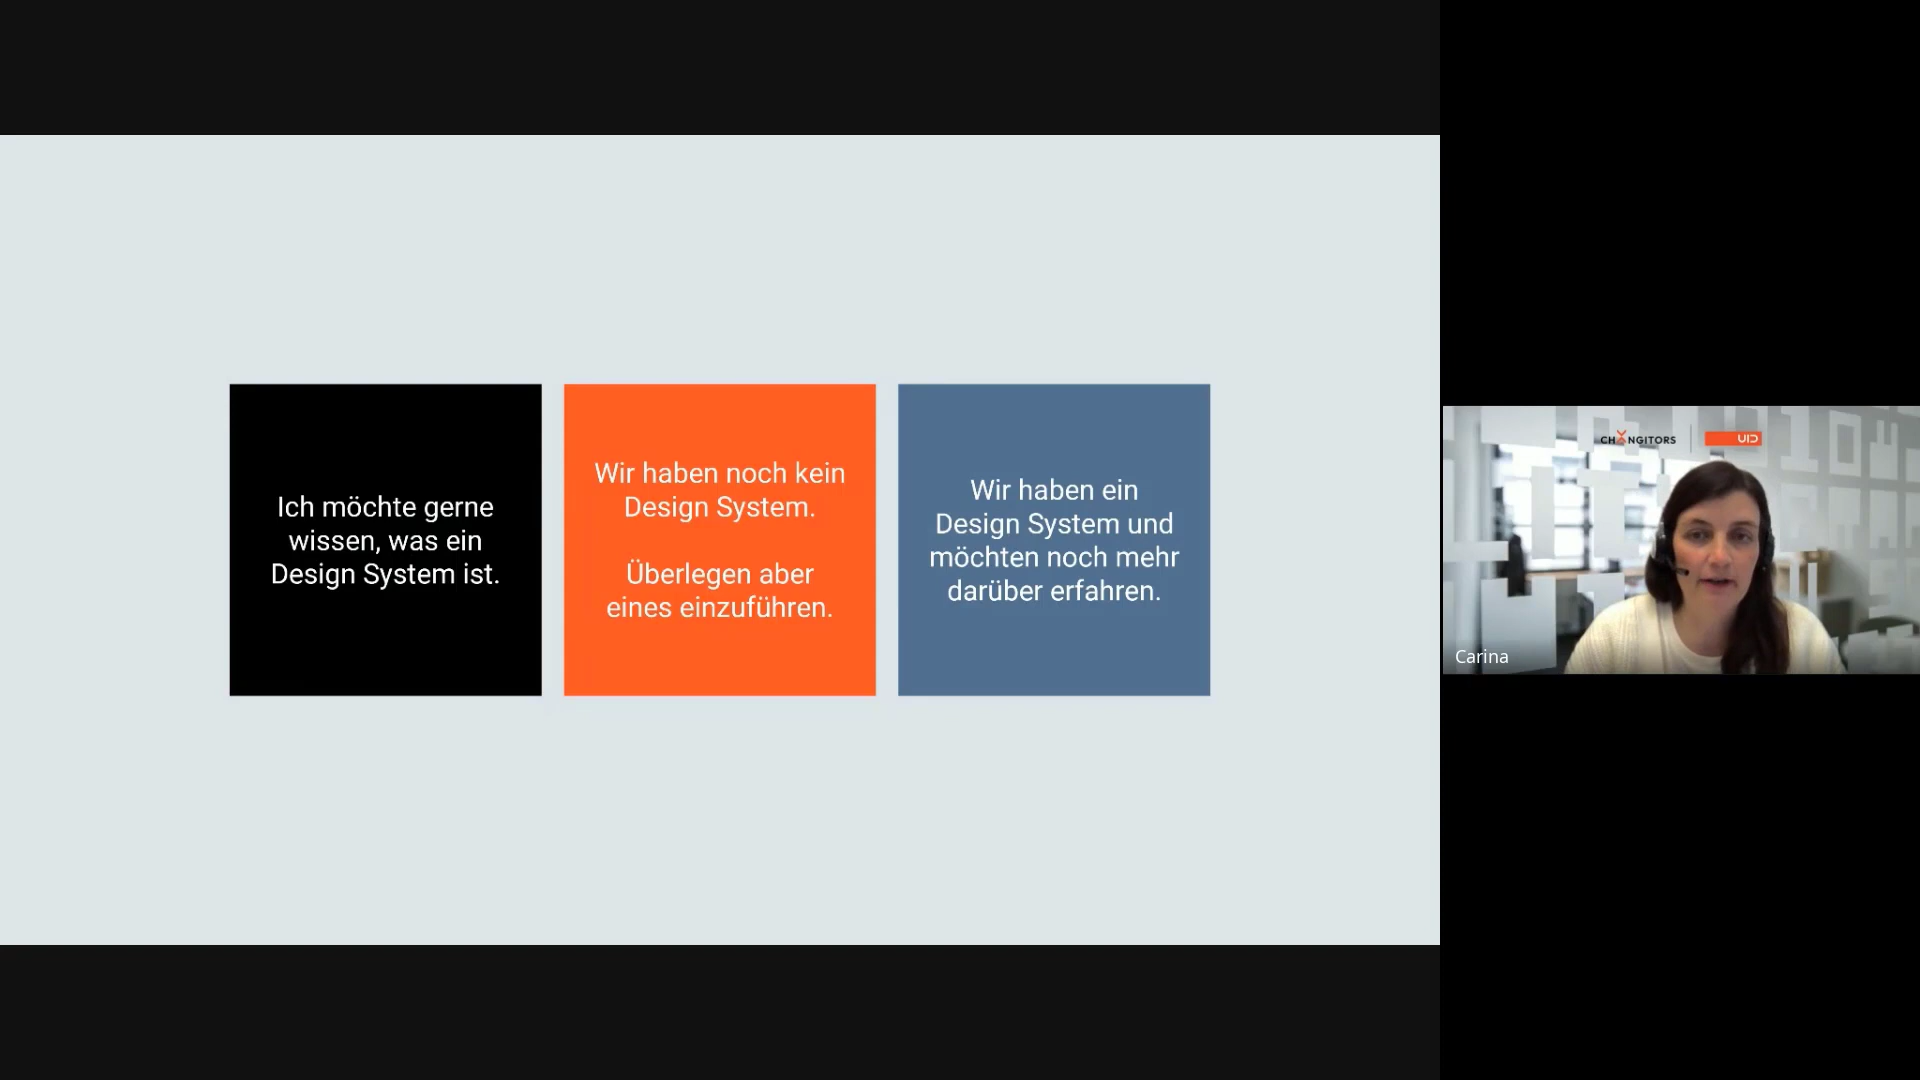 Ich möchte gerne
wissen, was ein
Design System ist.
Wir haben noch kein
Design System.
Überlegen aber
eines einzuführen.
Wir haben ein
Design System und
möchten noch mehr
darüber erfahren.
CHANGITORS
UID
Carina